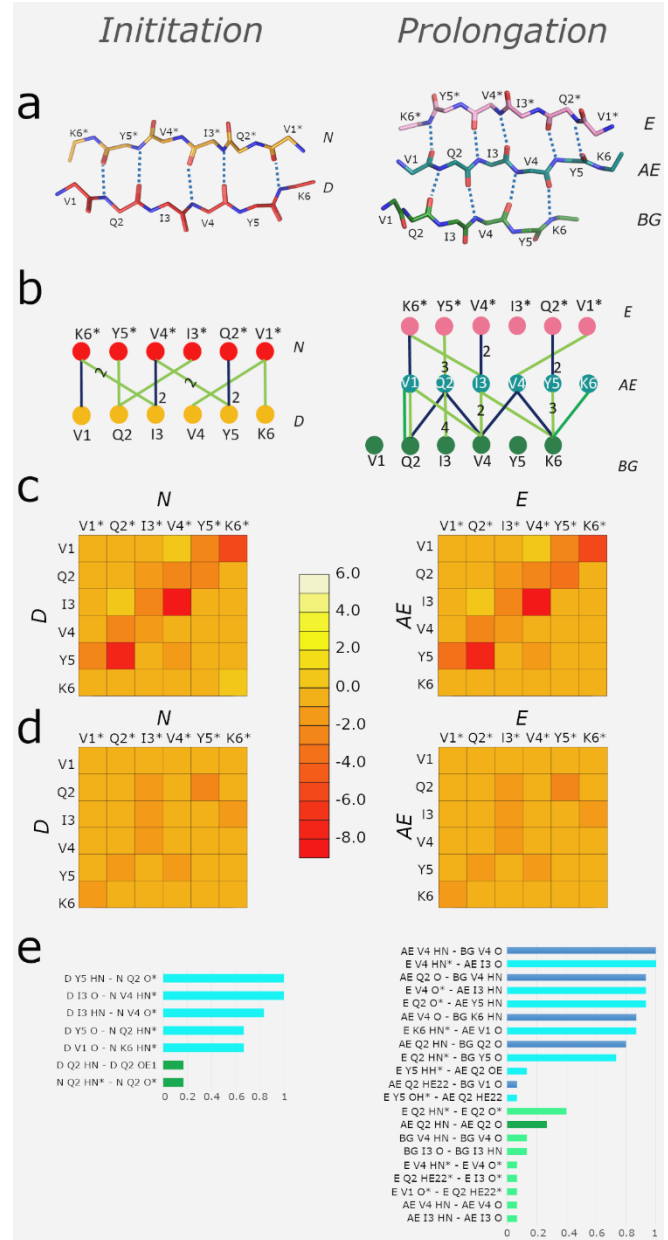 Inititation
Prolongation
a
K6* Y5* V4* I3* Q2* V1*
N
D
V1 Q2 I3 V4 Y5 K6
K6* Y5* V4* I3* Q2* V1*
E
V1 Q2 I3 V4 Y5 K6
AE
V1 Q2 I3 V4 Y5 K6
BG
b
K6* Y5* V4* I3* Q2* V1*
N
2 2 2 2
D
V1 Q2 I3 V4 Y5 K6
K6* Y5* V4* I3* Q2* V1*
E
3 2 2
V1 Q2 I3 V4 Y5 K6
AE
4 2 3
V1 Q2 I3 V4 Y5 K6
BG
c
N
V1* Q2* I3* V4* Y5* K6*
D
V1
Q2
I3
V4
Y5
K6
E
V1* Q2* I3* V4* Y5* K6*
AE
V1
Q2
I3
V4
Y5
K6
6.0
4.0
2.0
0.0
-2.0
-4.0
-6.0
-8.0
d
N
V1* Q2* I3* V4* Y5* K6*
D
V1
Q2
I3
V4
Y5
K6
E
V1* Q2* I3* V4* Y5* K6*
AE
V1
Q2
I3
V4
Y5
K6
e
D Y5 HN - N Q2 O*
D I3 O - N V4 HN*
D I3 HN - N V4 O*
D Y5 O - N Q2 HN*
D V1 O - N K6 HN*
D Q2 HN - D Q2 OE1
N Q2 HN* - N Q2 O*
0 0.2 0.4 0.6 0.8 1
AE V4 HN - BG V4 O
E V4 HN* - AE I3 O
AE Q2 O - BG V4 HN
E V4 O* - AE I3 HN
E Q2 O* - AE Y5 HN
AE V4 O - BG K6 HN
E K6 HN* - AE V1 O
AE Q2 HN - BG Q2 O
E Q2 HN* - BG Y5 O
E Y5 HH* - AE Q2 OE
AE Q2 HE22 - BG V1 O
E Y5 OH* - AE Q2 HE22
E Q2 HN* - E Q2 O*
AE Q2 HN - AE Q2 O
BG V4 HN - BG V4 O
BG I3 O - BG I3 HN
E V4 HN* - E V4 O*
E Q2 HE22* - E I3 O*
E V1 O* - E Q2 HE22*
AE V4 HN - AE V4 O
AE I3 HN - AE I3 O
0 0.2 0.4 0.6 0.8 1